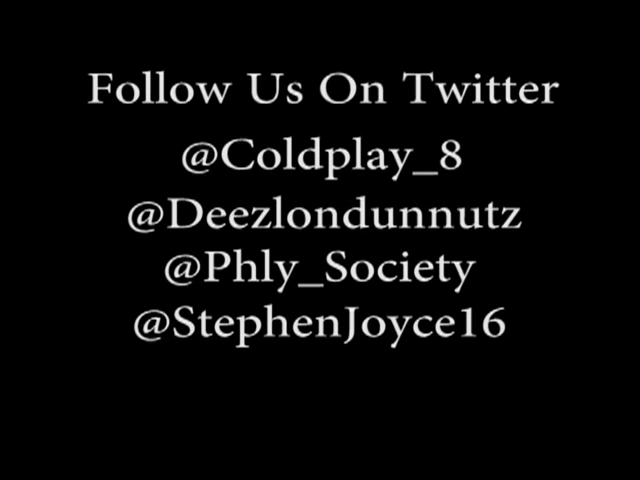 Follow Us On Twitter
@Coldplay_8
@Deezlondunnutz
@Phly_Society
@StephenJoyce16